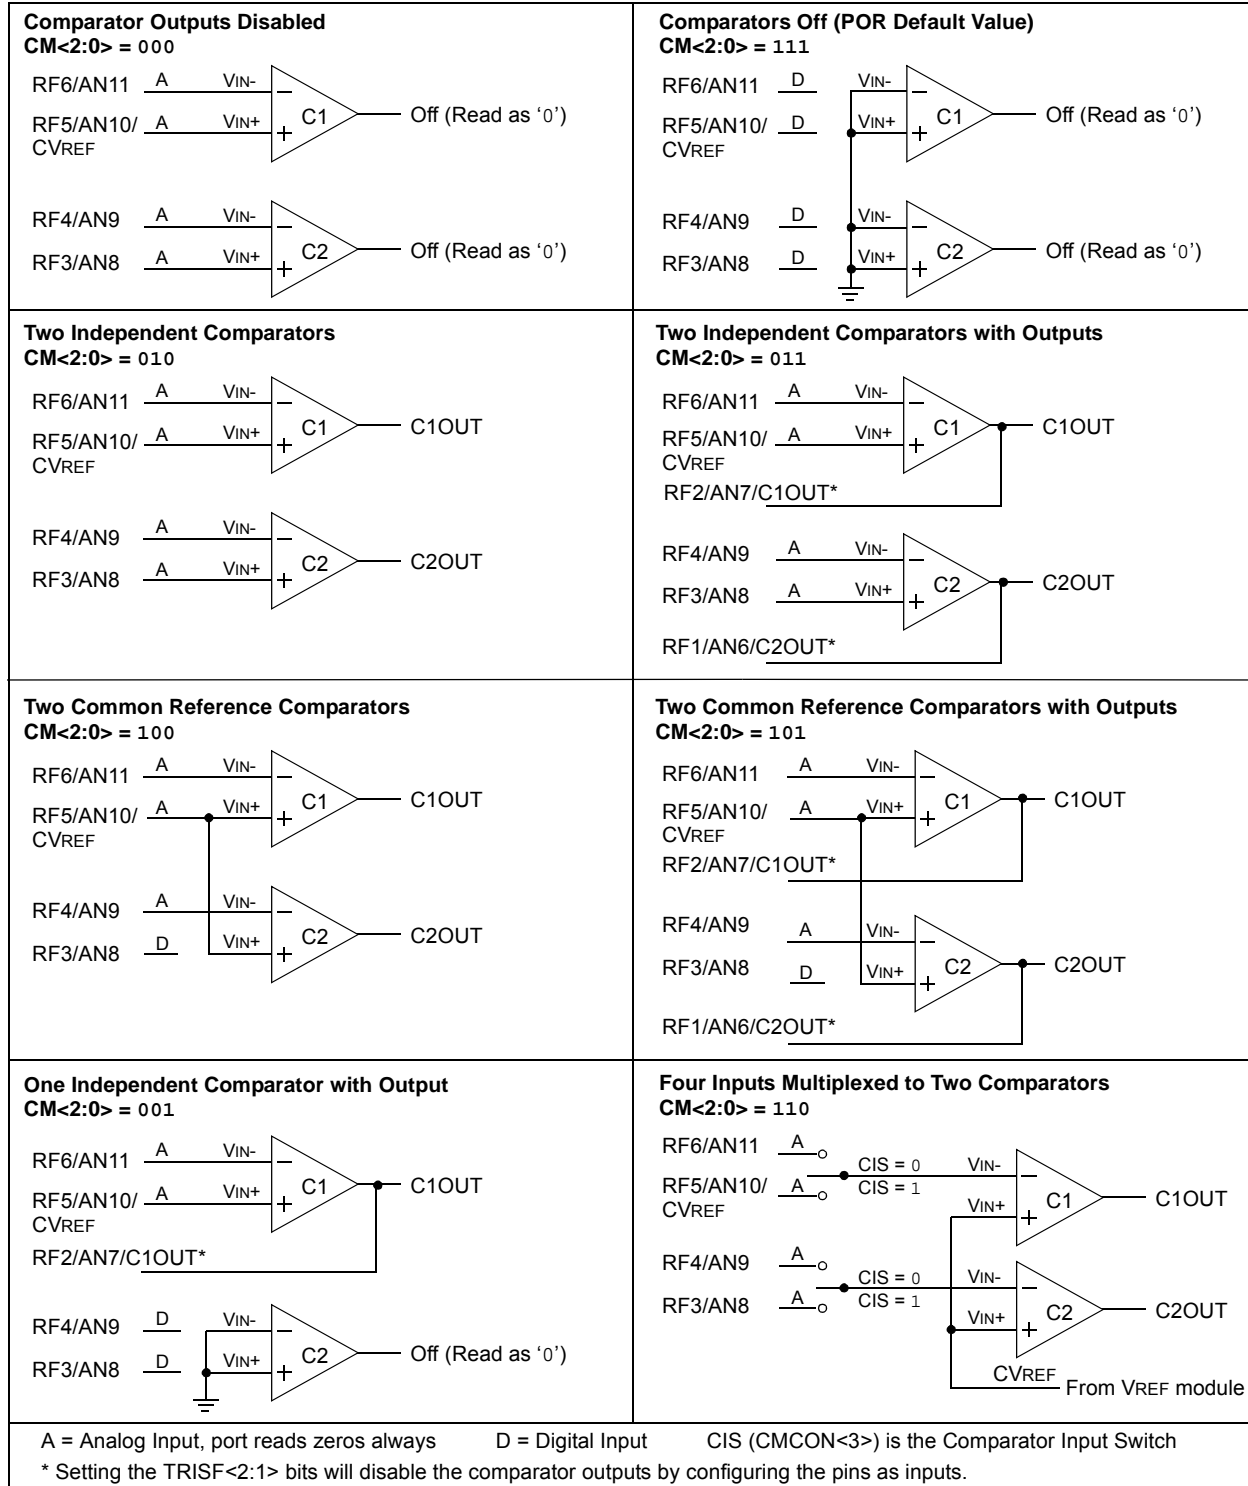 Comparator Outputs Disabled
CM<2:0> = 000
RF6/AN11 A VIN-
C1 Off (Read as ‘0’)
RF5/AN10/ A VIN+
CVREF
RF4/AN9 A VIN-
C2 Off (Read as ‘0’)
RF3/AN8 A VIN+
Comparators Off (POR Default Value)
CM<2:0> = 111
RF6/AN11 D VIN-
C1 Off (Read as ‘0’)
RF5/AN10/ D VIN+
CVREF
RF4/AN9 D VIN-
C2 Off (Read as ‘0’)
RF3/AN8 D VIN+
Two Independent Comparators
CM<2:0> = 010
RF6/AN11 A VIN-
C1 C1OUT
RF5/AN10/ A VIN+
CVREF
RF4/AN9 A VIN-
C2 C2OUT
RF3/AN8 A VIN+
Two Independent Comparators with Outputs
CM<2:0> = 011
RF6/AN11 A VIN-
C1 C1OUT
RF5/AN10/ A VIN+
CVREF
RF2/AN7/C1OUT*
RF4/AN9 A VIN-
C2 C2OUT
RF3/AN8 A VIN+
RF1/AN6/C2OUT*
Two Common Reference Comparators
CM<2:0> = 100
RF6/AN11 A VIN-
C1 C1OUT
RF5/AN10/ A VIN+
CVREF
RF4/AN9 A VIN-
C2 C2OUT
RF3/AN8 D VIN+
Two Common Reference Comparators with Outputs
CM<2:0> = 101
RF6/AN11 A VIN-
C1 C1OUT
RF5/AN10/ A VIN+
CVREF
RF2/AN7/C1OUT*
RF4/AN9 A VIN-
C2 C2OUT
RF3/AN8 D VIN+
RF1/AN6/C2OUT*
One Independent Comparator with Output
CM<2:0> = 001
RF6/AN11 A VIN-
C1 C1OUT
RF5/AN10/ A VIN+
CVREF
RF2/AN7/C1OUT*
RF4/AN9 D VIN-
C2 Off (Read as ‘0’)
RF3/AN8 D VIN+
Four Inputs Multiplexed to Two Comparators
CM<2:0> = 110
RF6/AN11 A
CIS = 0 VIN-
RF5/AN10/ A CIS = 1
CVREF
VIN+ C1 C1OUT
RF4/AN9 A
CIS = 0 VIN-
RF3/AN8 A CIS = 1
VIN+ C2 C2OUT
CVREF From VREF module
A = Analog Input, port reads zeros always D = Digital Input CIS (CMCON<3>) is the Comparator Input Switch
* Setting the TRISF<2:1> bits will disable the comparator outputs by configuring the pins as inputs.